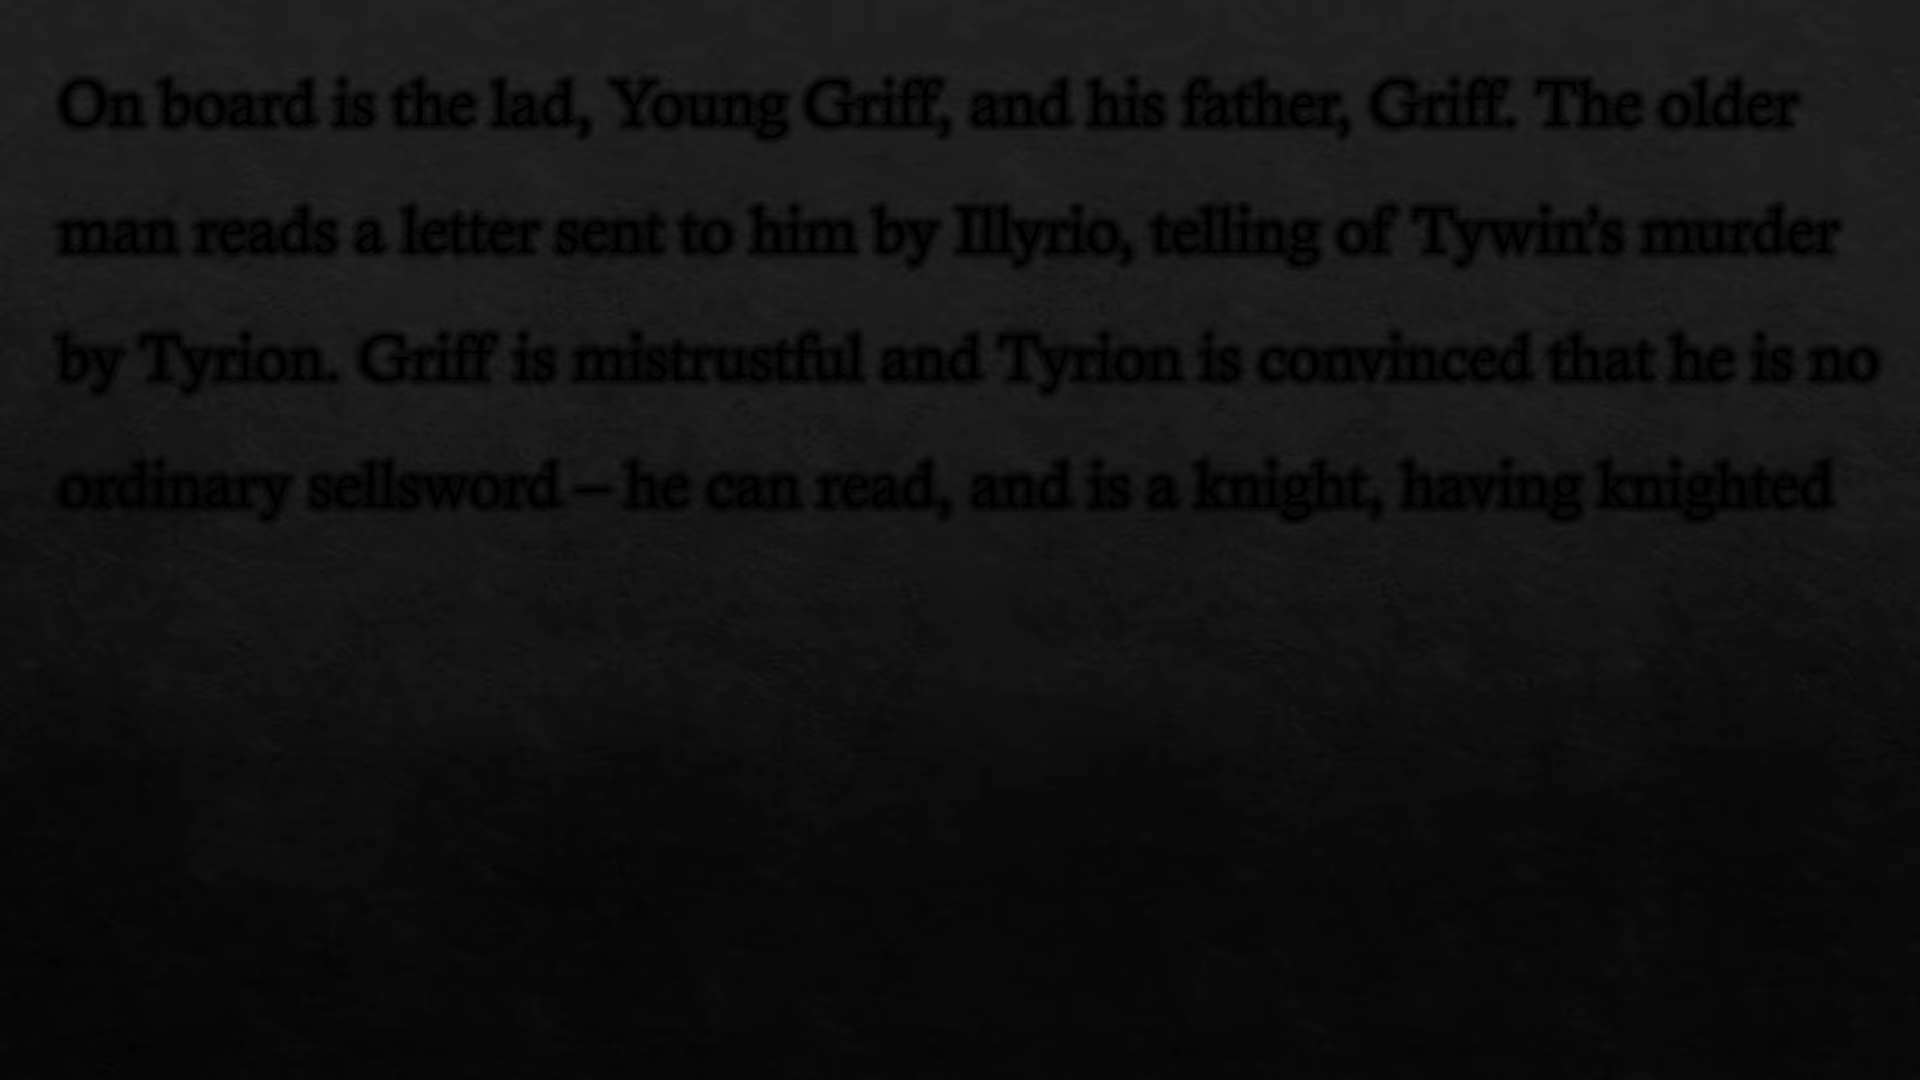 On board is the lad, Young Griff, and his father, Griff. The older
man reads a letter sent to him by Illyrio, telling of Tywin’s murder
by Tyrion. Griff is mistrustful and Tyrion is convinced that he is no
ordinary sellsword – he can read, and is a knight, having knighted